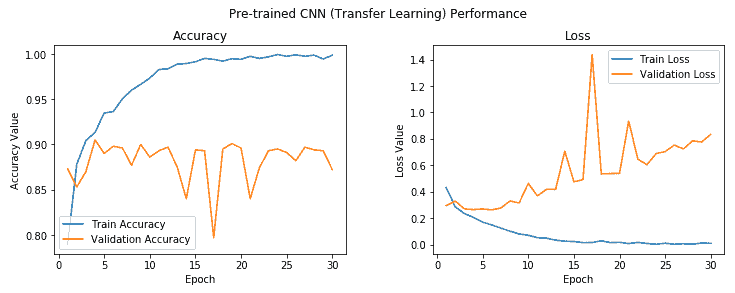 Pre-trained CNN (Transfer Learning) Performance
Accuracy
Accuracy Value
1.00
0.95
0.90
0.85
0.80
Train Accuracy
Validation Accuracy
0 5 10 15 20 25 30
Epoch
Loss
Loss Value
1.4
1.2
1.0
0.8
0.6
0.4
0.2
0.0
Train Loss
Validation Loss
0 5 10 15 20 25 30
Epoch